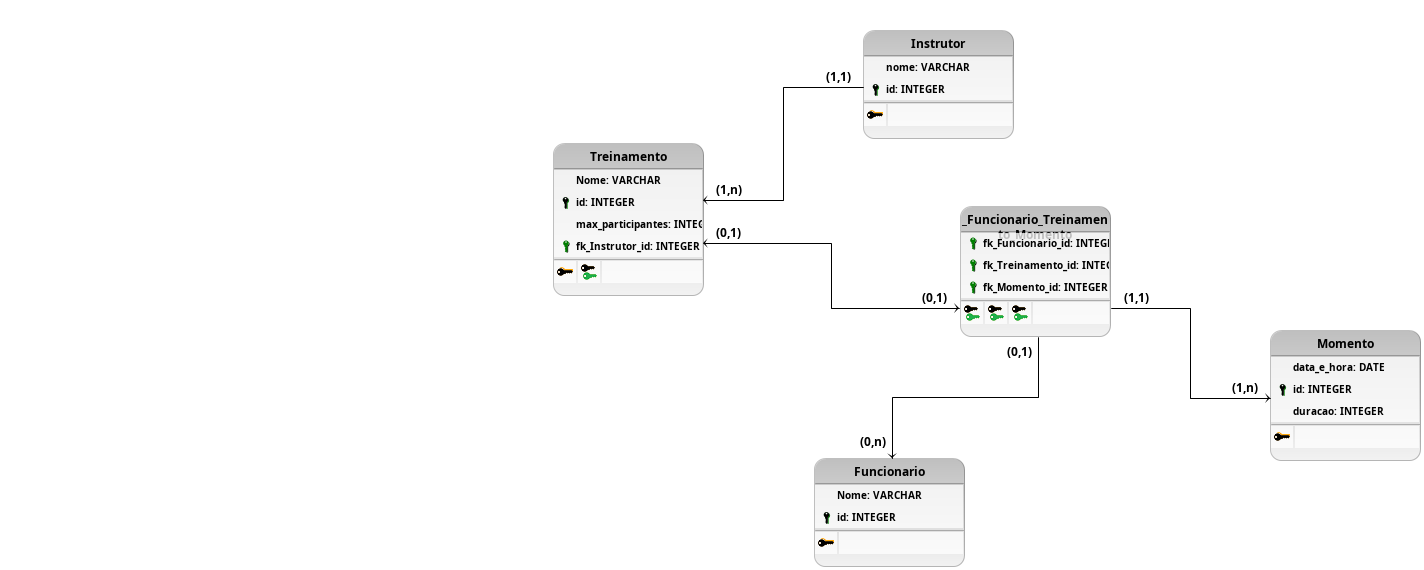 Instrutor
nome: VARCHAR
id: INTEGER
(1,1)
Treinamento
Nome: VARCHAR
id: INTEGER
max_participantes: INTEG
fk_Instrutor_id: INTEGER
(1,n)
(0,1)
(0,1)
_Funcionario_Treinamen
to_Momento
fk_Funcionario_id: INTEGI
fk_Treinamento_id: INTEG
fk_Momento_id: INTEGER
(1,1)
(0,1)
Momento
data_e_hora: DATE
id: INTEGER
duracao: INTEGER
(1,n)
(0,n)
Funcionario
Nome: VARCHAR
id: INTEGER